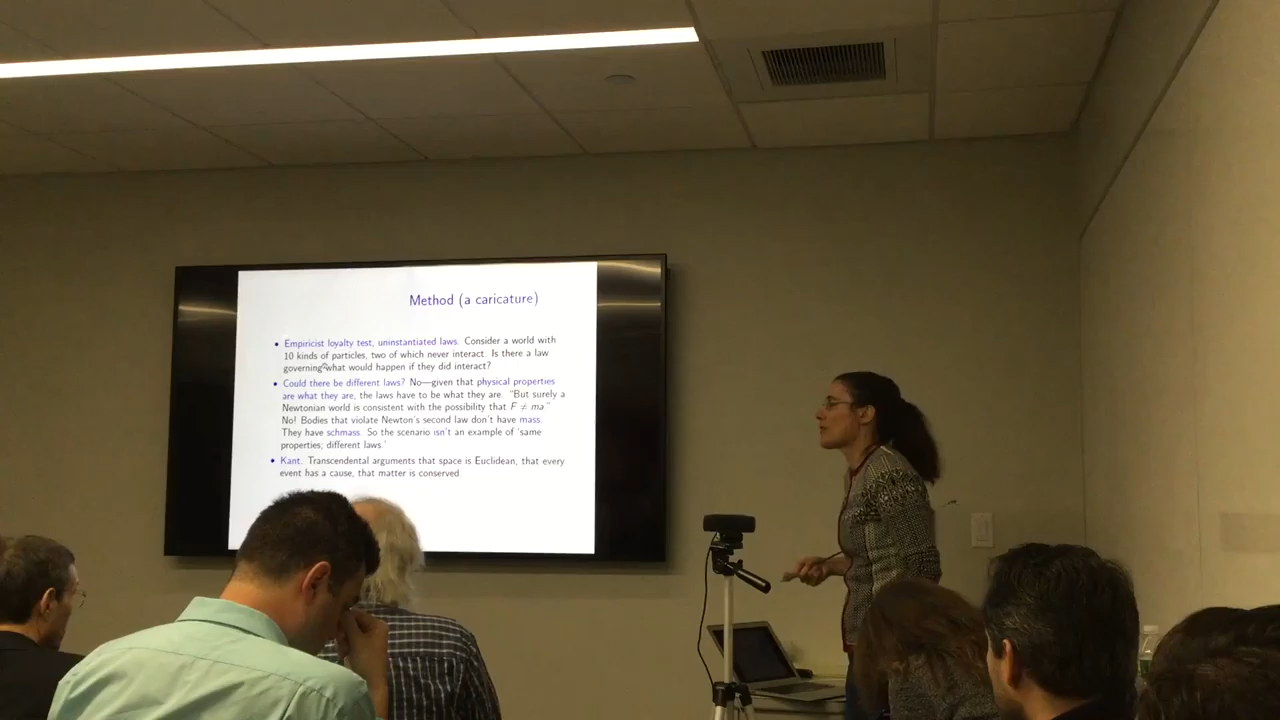 Method (a caricature)
• Empiricist loyalty test, uninstantiated laws. Consider a world with
10 kinds of particles, two of which never interact. Is there a law
governing what would happen if they did interact?
• Could there be different laws? No—given that physical properties
are what they are, the laws have to be what they are. "But surely a
Newtonian world is consistent with the possibility that F ≠ ma"
No! Bodies that violate Newton's second law don't have mass.
They have schmass. So the scenario isn't an example of 'same
properties; different laws.'
• Kant. Transcendental arguments that space is Euclidean, that every
event has a cause, that matter is conserved.